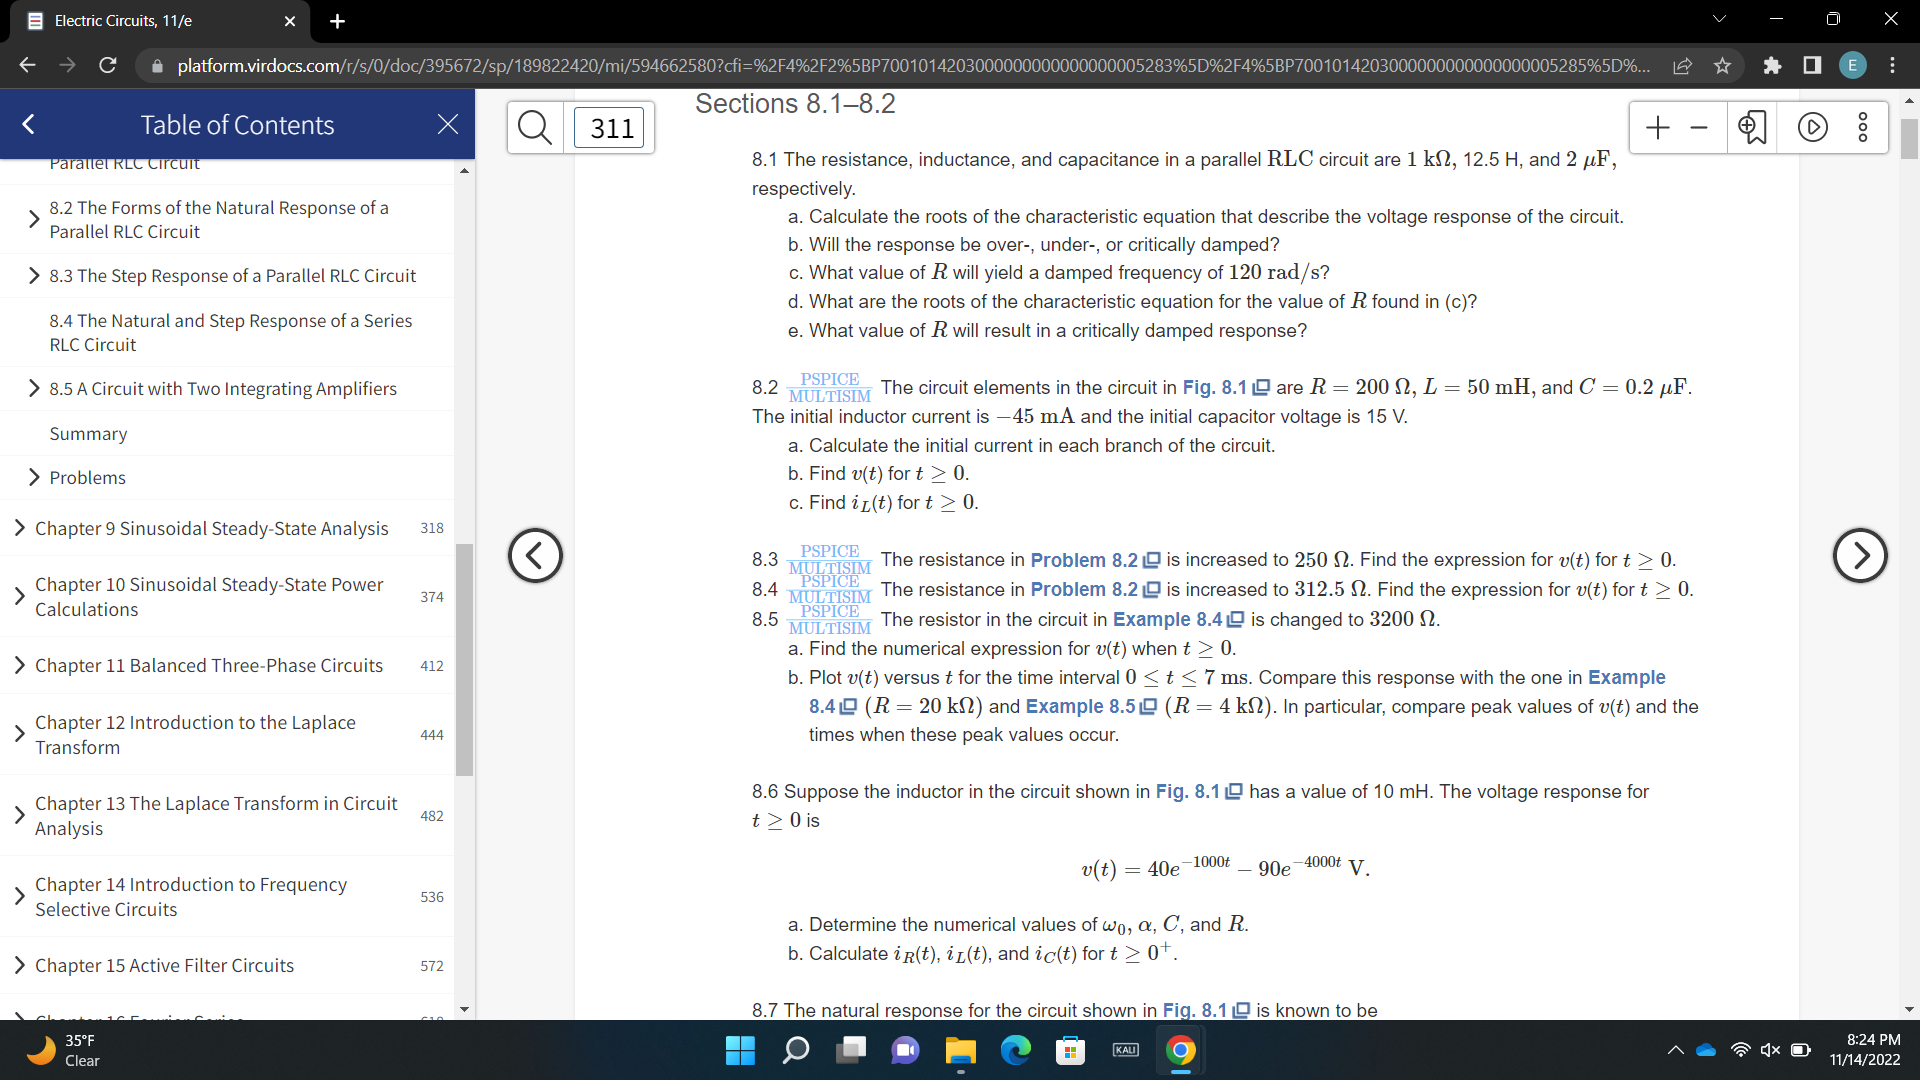 Electric Circuits, 11/e
platform.virdocs.com/r/s/0/doc/395672/sp/189822420/mi/594662580?cfi=%2F4%2F2%2F%5BP7001014203000000000000000005283%5D%2F4%5BP7001014203000000000000000005285%5D%...
E
Table of Contents
Parallel RLC Circuit
8.2 The Forms of the Natural Response of a
Parallel RLC Circuit
8.3 The Step Response of a Parallel RLC Circuit
8.4 The Natural and Step Response of a Series
RLC Circuit
8.5 A Circuit with Two Integrating Amplifiers
Summary
Problems
Chapter 9 Sinusoidal Steady-State Analysis 318
Chapter 10 Sinusoidal Steady-State Power
Calculations 374
Chapter 11 Balanced Three-Phase Circuits 412
Chapter 12 Introduction to the Laplace
Transform 444
Chapter 13 The Laplace Transform in Circuit
Analysis 482
Chapter 14 Introduction to Frequency
Selective Circuits 536
Chapter 15 Active Filter Circuits 572
Chapter 16 Fourier Series 618
311
Sections 8.1–8.2
8.1 The resistance, inductance, and capacitance in a parallel RLC circuit are 1 kΩ, 12.5 H, and 2 μF,
respectively.
a. Calculate the roots of the characteristic equation that describe the voltage response of the circuit.
b. Will the response be over-, under-, or critically damped?
c. What value of R will yield a damped frequency of 120 rad/s?
d. What are the roots of the characteristic equation for the value of R found in (c)?
e. What value of R will result in a critically damped response?
8.2 PSPICE MULTISIM The circuit elements in the circuit in Fig. 8.1 are R = 200 Ω, L = 50 mH, and C = 0.2 μF.
The initial inductor current is −45 mA and the initial capacitor voltage is 15 V.
a. Calculate the initial current in each branch of the circuit.
b. Find v(t) for t ≥ 0.
c. Find i_L(t) for t ≥ 0.
8.3 PSPICE MULTISIM The resistance in Problem 8.2 is increased to 250 Ω. Find the expression for v(t) for t ≥ 0.
8.4 PSPICE MULTISIM The resistance in Problem 8.2 is increased to 312.5 Ω. Find the expression for v(t) for t ≥ 0.
8.5 PSPICE MULTISIM The resistor in the circuit in Example 8.4 is changed to 3200 Ω.
a. Find the numerical expression for v(t) when t ≥ 0.
b. Plot v(t) versus t for the time interval 0 ≤ t ≤ 7 ms. Compare this response with the one in Example
8.4 (R = 20 kΩ) and Example 8.5 (R = 4 kΩ). In particular, compare peak values of v(t) and the
times when these peak values occur.
8.6 Suppose the inductor in the circuit shown in Fig. 8.1 has a value of 10 mH. The voltage response for
t ≥ 0 is
v(t) = 40e^−1000t − 90e^−4000t V.
a. Determine the numerical values of ω0, α, C, and R.
b. Calculate i_R(t), i_L(t), and i_C(t) for t ≥ 0⁺.
8.7 The natural response for the circuit shown in Fig. 8.1 is known to be
35°F
Clear
KALI
8:24 PM
11/14/2022